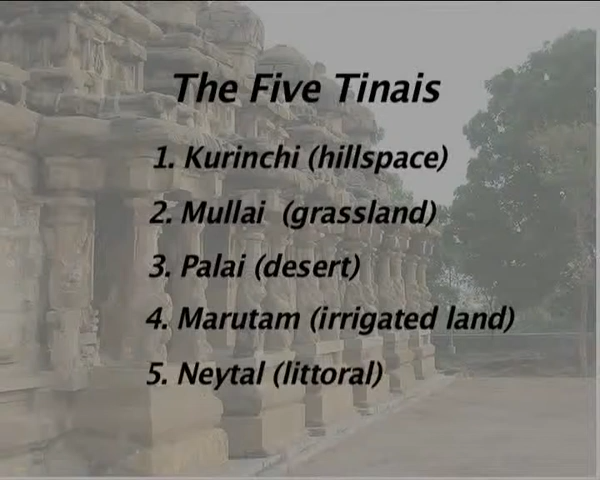 The Five Tinais
1. Kurinchi (hillspace)
2. Mullai (grassland)
3. Palai (desert)
4. Marutam (irrigated land)
5. Neytal (littoral)